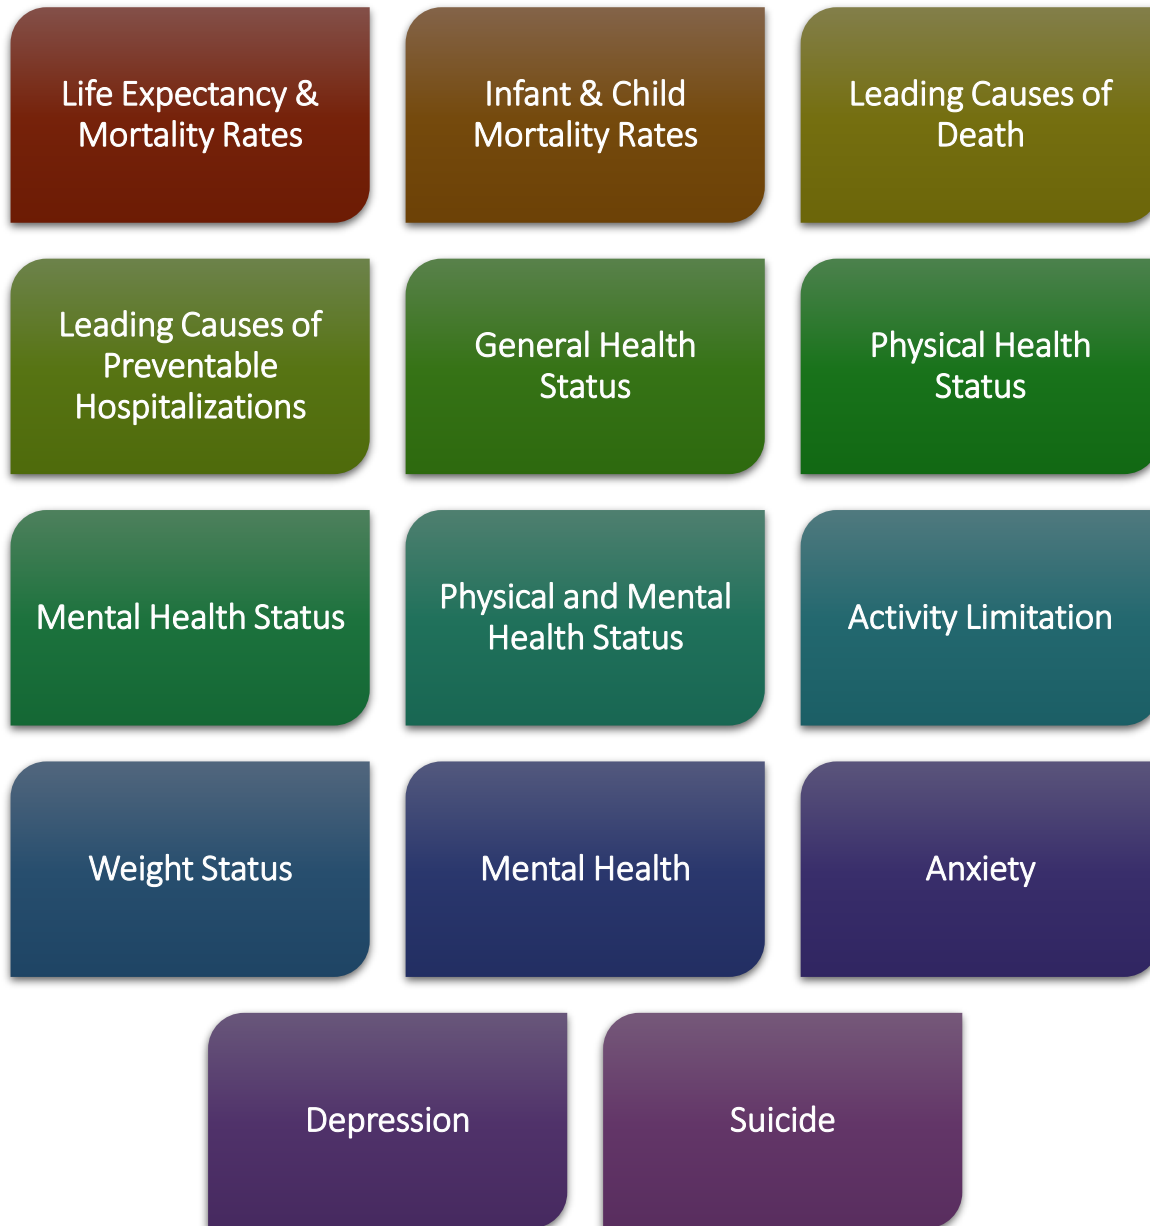 Life Expectancy &
Mortality Rates
Infant & Child
Mortality Rates
Leading Causes of
Death
Leading Causes of
Preventable
Hospitalizations
General Health
Status
Physical Health
Status
Mental Health Status
Physical and Mental
Health Status
Activity Limitation
Weight Status
Mental Health
Anxiety
Depression
Suicide